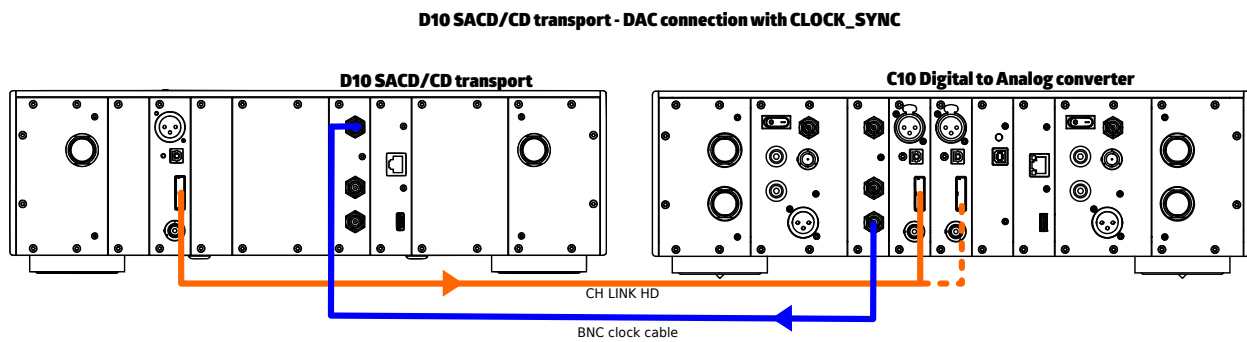 D10 SACD/CD transport - DAC connection with CLOCK_SYNC
D10 SACD/CD transport
C10 Digital to Analog converter
CH LINK HD
BNC clock cable